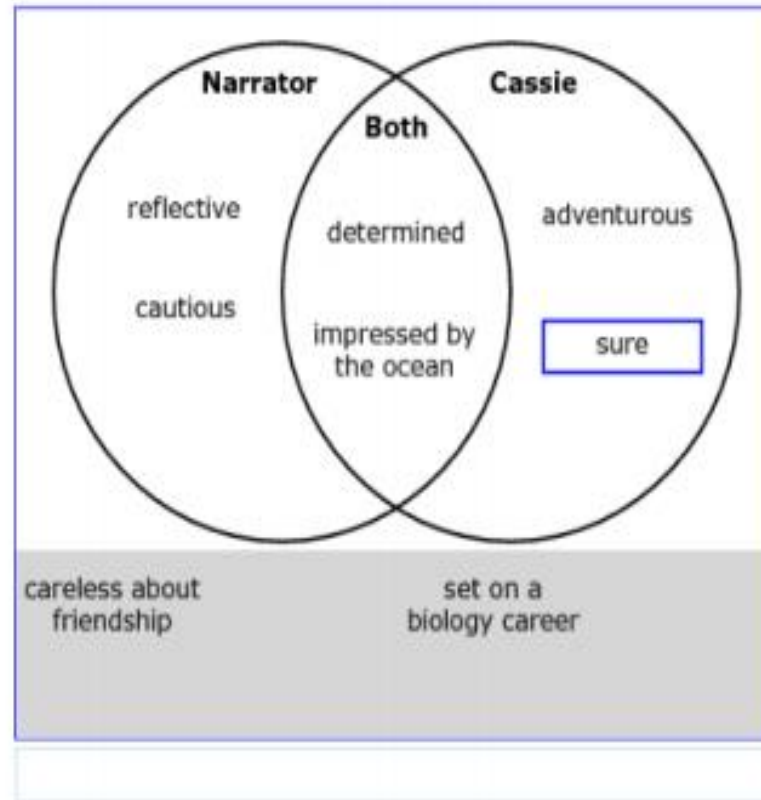 Narrator
Cassie
Both
reflective
adventurous
determined
cautious
impressed by
the ocean
sure
careless about
friendship
set on a
biology career